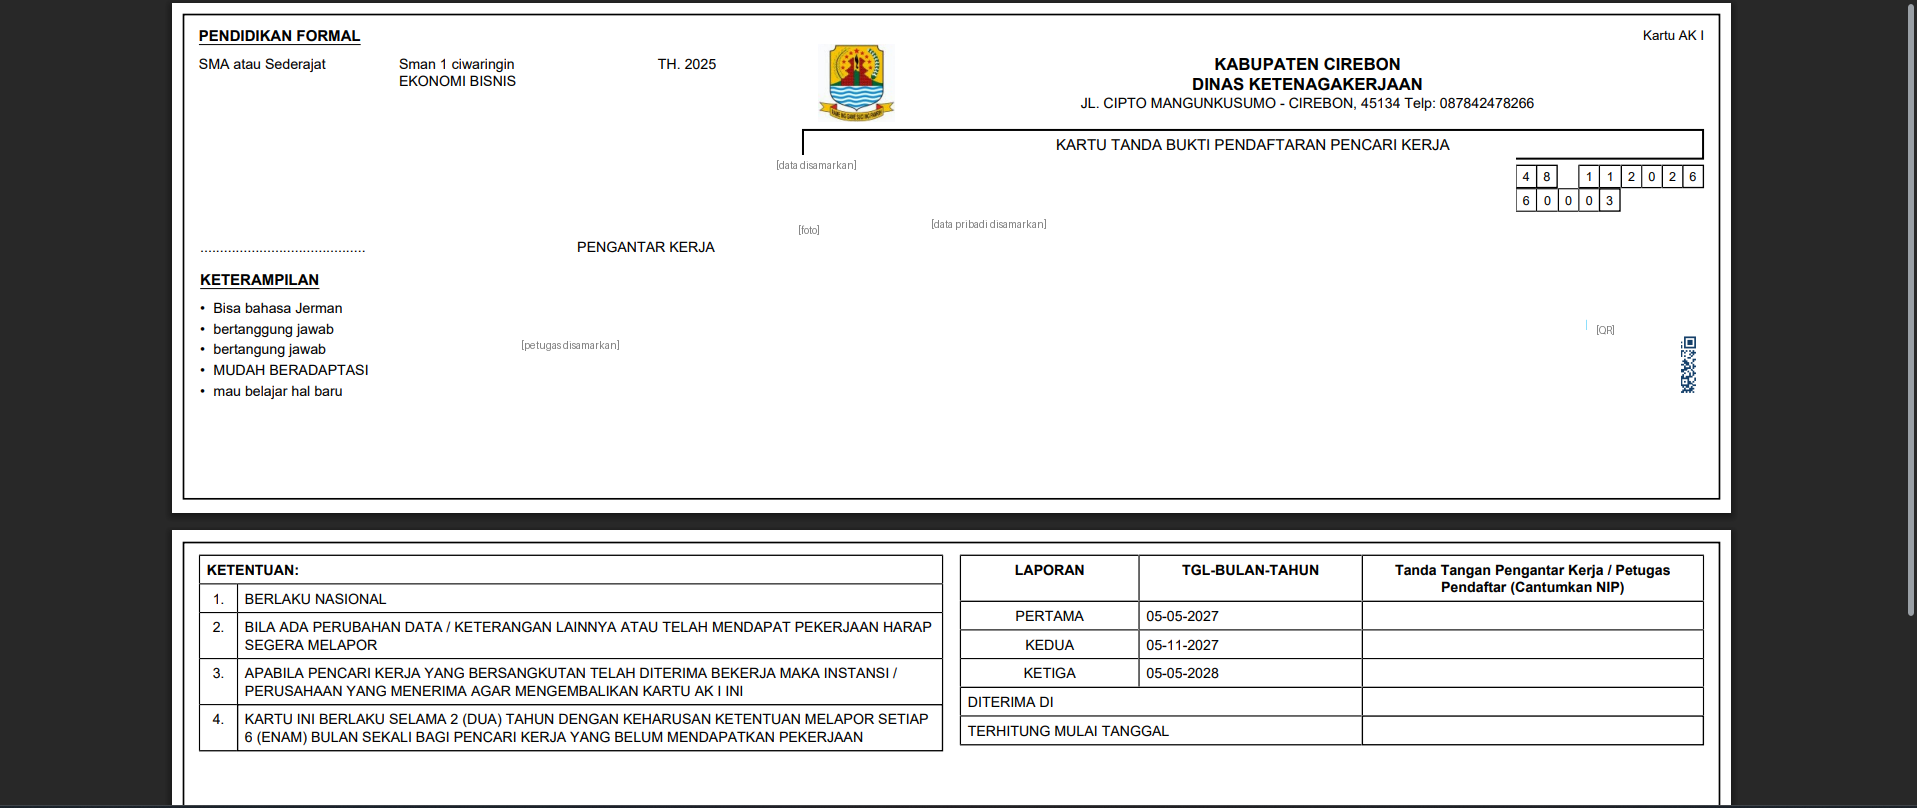 PENDIDIKAN FORMAL
SMA atau Sederajat Sman 1 ciwaringin TH. 2025
EKONOMI BISNIS
.......................................... PENGANTAR KERJA
KETERAMPILAN
• Bisa bahasa Jerman
• bertanggung jawab
• bertangung jawab
• MUDAH BERADAPTASI
• mau belajar hal baru
[petugas disamarkan]
Kartu AK I
KABUPATEN CIREBON
DINAS KETENAGAKERJAAN
JL. CIPTO MANGUNKUSUMO - CIREBON, 45134 Telp: 087842478266
KARTU TANDA BUKTI PENDAFTARAN PENCARI KERJA
[data disamarkan]
4 8 1 1 2 0 2 6
6 0 0 0 3
[foto]
[data pribadi disamarkan]
[QR]
KETENTUAN:
1. BERLAKU NASIONAL
2. BILA ADA PERUBAHAN DATA / KETERANGAN LAINNYA ATAU TELAH MENDAPAT PEKERJAAN HARAP
SEGERA MELAPOR
3. APABILA PENCARI KERJA YANG BERSANGKUTAN TELAH DITERIMA BEKERJA MAKA INSTANSI /
PERUSAHAAN YANG MENERIMA AGAR MENGEMBALIKAN KARTU AK I INI
4. KARTU INI BERLAKU SELAMA 2 (DUA) TAHUN DENGAN KEHARUSAN KETENTUAN MELAPOR SETIAP
6 (ENAM) BULAN SEKALI BAGI PENCARI KERJA YANG BELUM MENDAPATKAN PEKERJAAN
LAPORAN TGL-BULAN-TAHUN Tanda Tangan Pengantar Kerja / Petugas
Pendaftar (Cantumkan NIP)
PERTAMA 05-05-2027
KEDUA 05-11-2027
KETIGA 05-05-2028
DITERIMA DI
TERHITUNG MULAI TANGGAL